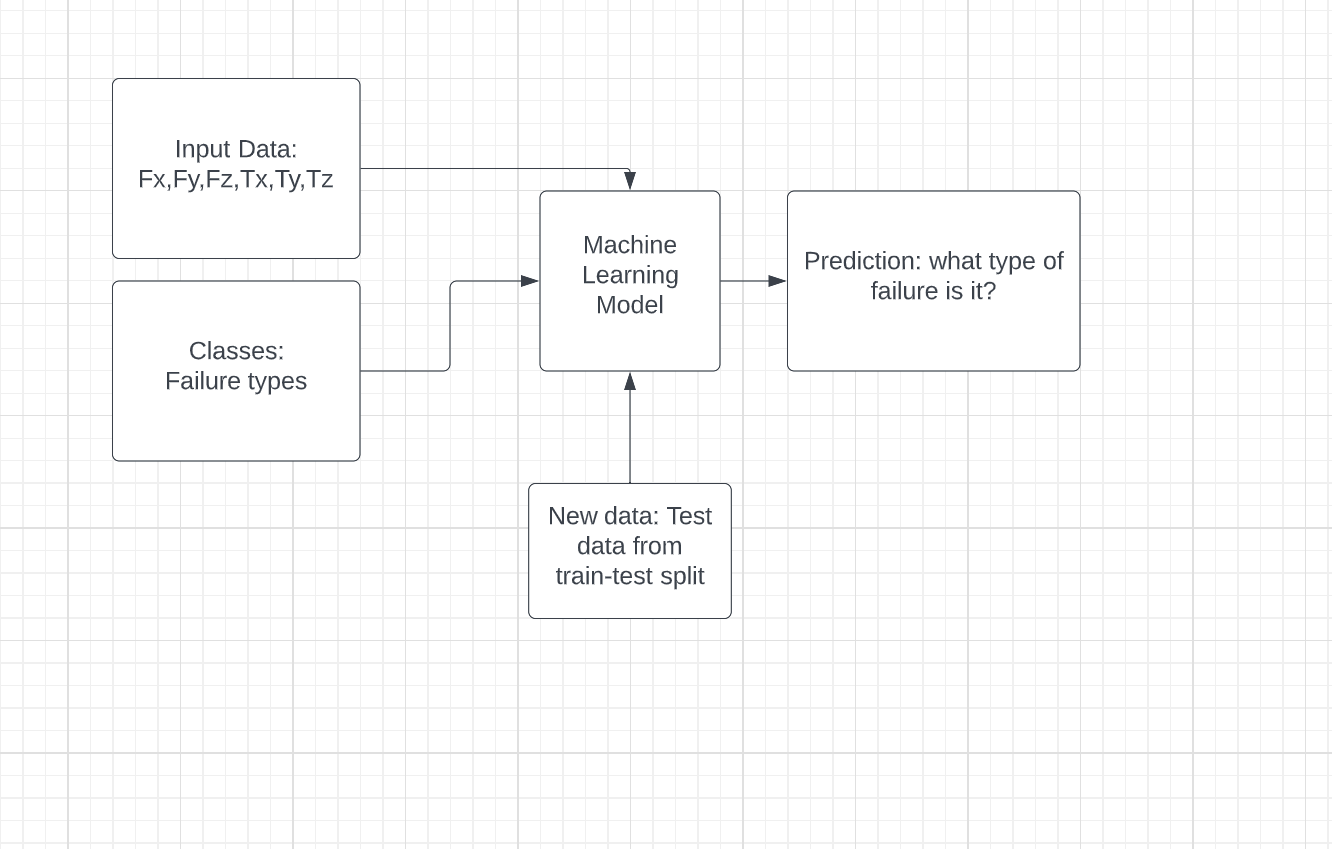 Input Data:
Fx,Fy,Fz,Tx,Ty,Tz
Classes:
Failure types
Machine
Learning
Model
Prediction: what type of
failure is it?
New data: Test
data from
train-test split